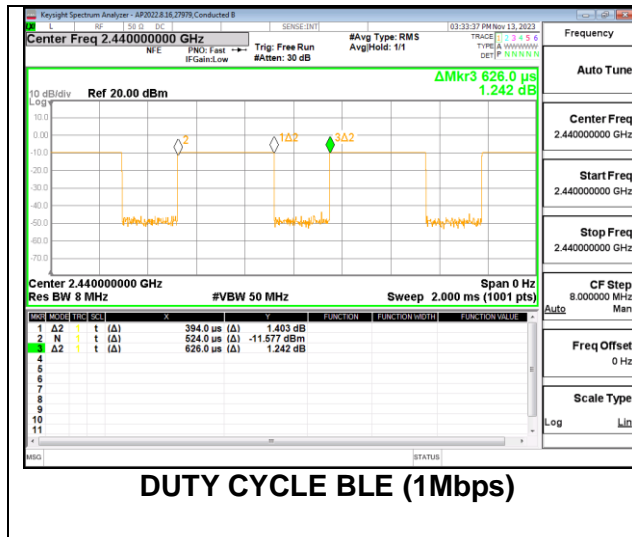 Keysight Spectrum Analyzer - AP2022.8.16,27979,Conducted B
L RF 50 Ω DC SENSE:INT 03:33:37 PM Nov 13, 2023
Center Freq 2.440000000 GHz #Avg Type: RMS TRACE 1 2 3 4 5 6
NFE PNO: Fast Trig: Free Run Avg|Hold: 1/1 TYPE A WWWWW
IFGain:Low #Atten: 30 dB DET P N N N N N
ΔMkr3 626.0 µs
10 dB/div Ref 20.00 dBm 1.242 dB
Log
10.0
0.00
-10.0
-20.0
-30.0
-40.0
-50.0
-60.0
-70.0
2 1Δ2 3Δ2
Center 2.440000000 GHz Span 0 Hz
Res BW 8 MHz #VBW 50 MHz Sweep 2.000 ms (1001 pts)
MKR MODE TRC SCL X Y FUNCTION FUNCTION WIDTH FUNCTION VALUE
1 Δ2 1 t (Δ) 394.0 µs (Δ) 1.403 dB
2 N 1 t (Δ) 524.0 µs (Δ) -11.577 dBm
3 Δ2 1 t (Δ) 626.0 µs (Δ) 1.242 dB
4
5
6
7
8
9
10
11
MSG STATUS
Frequency
Auto Tune
Center Freq
2.440000000 GHz
Start Freq
2.440000000 GHz
Stop Freq
2.440000000 GHz
CF Step
8.000000 MHz
Auto Man
Freq Offset
0 Hz
Scale Type
Log Lin
DUTY CYCLE BLE (1Mbps)